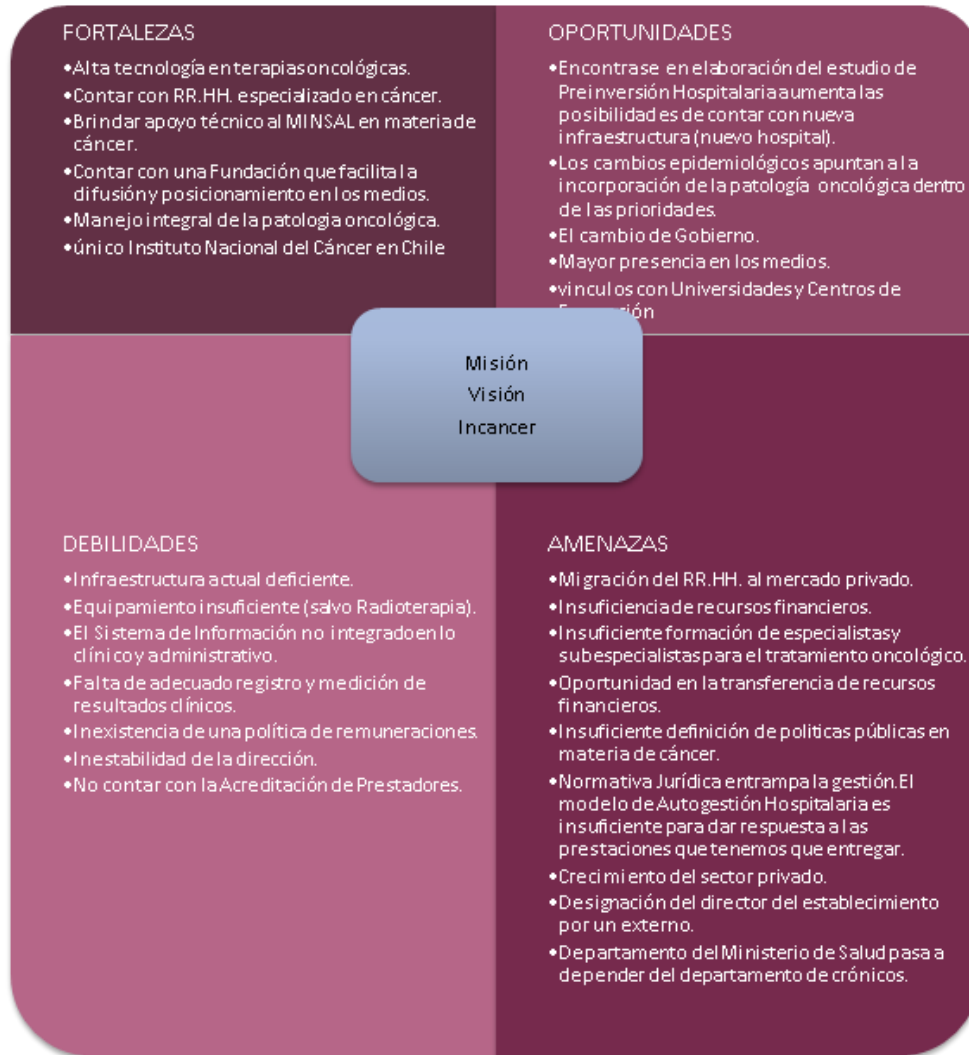 FORTALEZAS
•Alta tecnología en terapias oncológicas.
•Contar con RR.HH. especializado en cáncer.
•Brindar apoyo técnico al MINSAL en materia de
cáncer.
•Contar con una Fundación que facilita la
difusión y posicionamiento en los medios.
•Manejo integral de la patologia oncológica.
•único Instituto Nacional del Cáncer en Chile
OPORTUNIDADES
•Encontrase en elaboración del estudio de
Preinversión Hospitalaria aumenta las
posibilidades de contar con nueva
infraestructura (nuevo hospital).
•Los cambios epidemiológicos apuntan a la
incorporación de la patología oncológica dentro
de las prioridades.
•El cambio de Gobierno.
•Mayor presencia en los medios.
•vinculos con Universidades y Centros de
Misión
Visión
Incancer
DEBILIDADES
•Infraestructura actual deficiente.
•Equipamiento insuficiente (salvo Radioterapia).
•El Sistema de Información no integrado en lo
clínico y administrativo.
•Falta de adecuado registro y medición de
resultados clínicos.
•Inexistencia de una política de remuneraciones.
•Inestabilidad de la dirección.
•No contar con la Acreditación de Prestadores.
AMENAZAS
•Migración del RR.HH. al mercado privado.
•Insuficiencia de recursos financieros.
•Insuficiente formación de especialistas y
subespecialistas para el tratamiento oncológico.
•Oportunidad en la transferencia de recursos
financieros.
•Insuficiente definición de politicas públicas en
materia de cáncer.
•Normativa Jurídica entrampa la gestión. El
modelo de Autogestión Hospitalaria es
insuficiente para dar respuesta a las
prestaciones que tenemos que entregar.
•Crecimiento del sector privado.
•Designación del director del establecimiento
por un externo.
•Departamento del Ministerio de Salud pasa a
depender del departamento de crónicos.